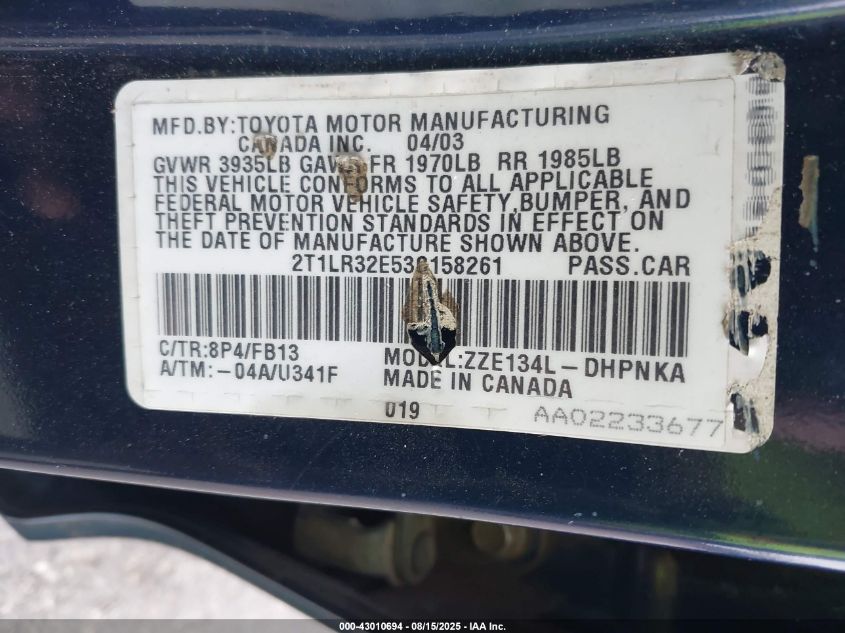 MFD.BY:TOYOTA MOTOR MANUFACTURING
CANADA INC. 04/03
GVWR 3935LB GAWR FR 1970LB RR 1985LB
THIS VEHICLE CONFORMS TO ALL APPLICABLE
FEDERAL MOTOR VEHICLE SAFETY,BUMPER, AND
THEFT PREVENTION STANDARDS IN EFFECT ON
THE DATE OF MANUFACTURE SHOWN ABOVE.
2T1LR32E53C158261 PASS.CAR
C/TR:8P4/FB13 MODEL:ZZE134L-DHPNKA
A/TM:-04A/U341F MADE IN CANADA
019 AA02233677
000-43010694 - 08/15/2025 - IAA Inc.